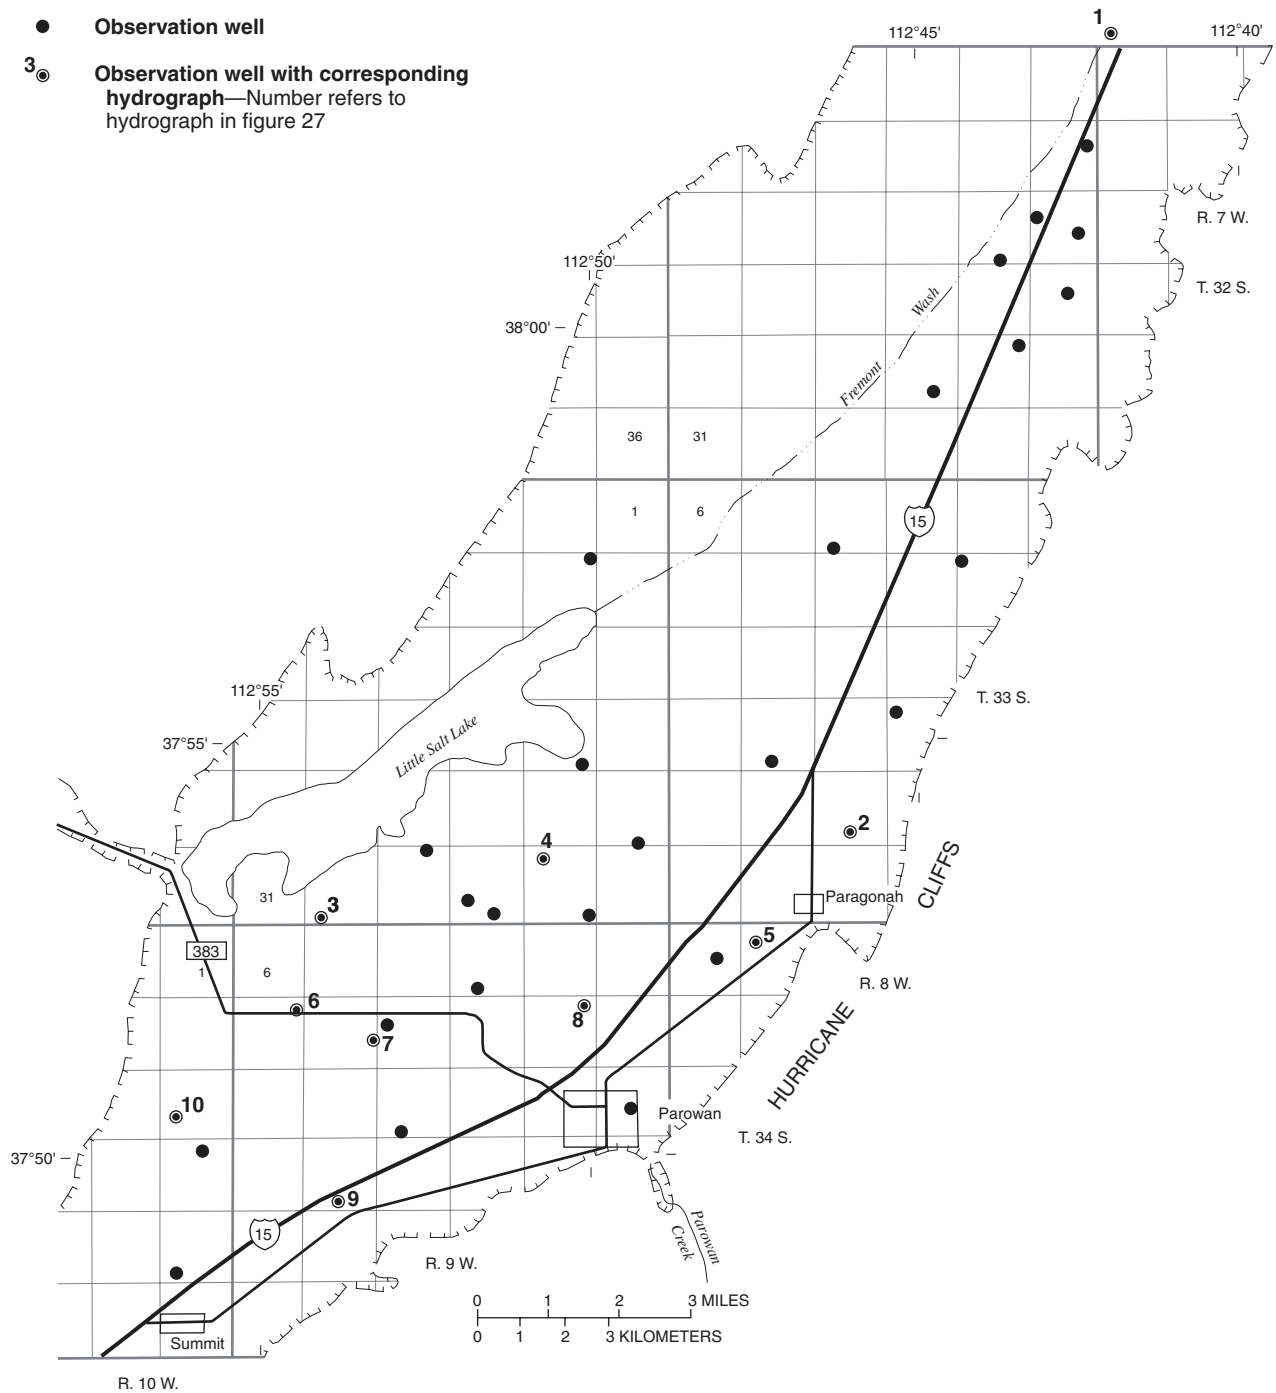 Observation well
3
Observation well with corresponding
hydrograph—Number refers to
hydrograph in figure 27
1
112°45'
112°40'
R. 7 W.
112°50'
T. 32 S.
Wash
38°00'
Fremont
36
31
1
6
15
112°55'
T. 33 S.
Little Salt Lake
37°55'
2
4
CLIFFS
31
3
Paragonah
383
5
1
6
R. 8 W.
6
8
7
HURRICANE
10
Parowan
T. 34 S.
37°50'
9
15
Parowan
Creek
R. 9 W.
0 1 2 3 MILES
0 1 2 3 KILOMETERS
Summit
R. 10 W.